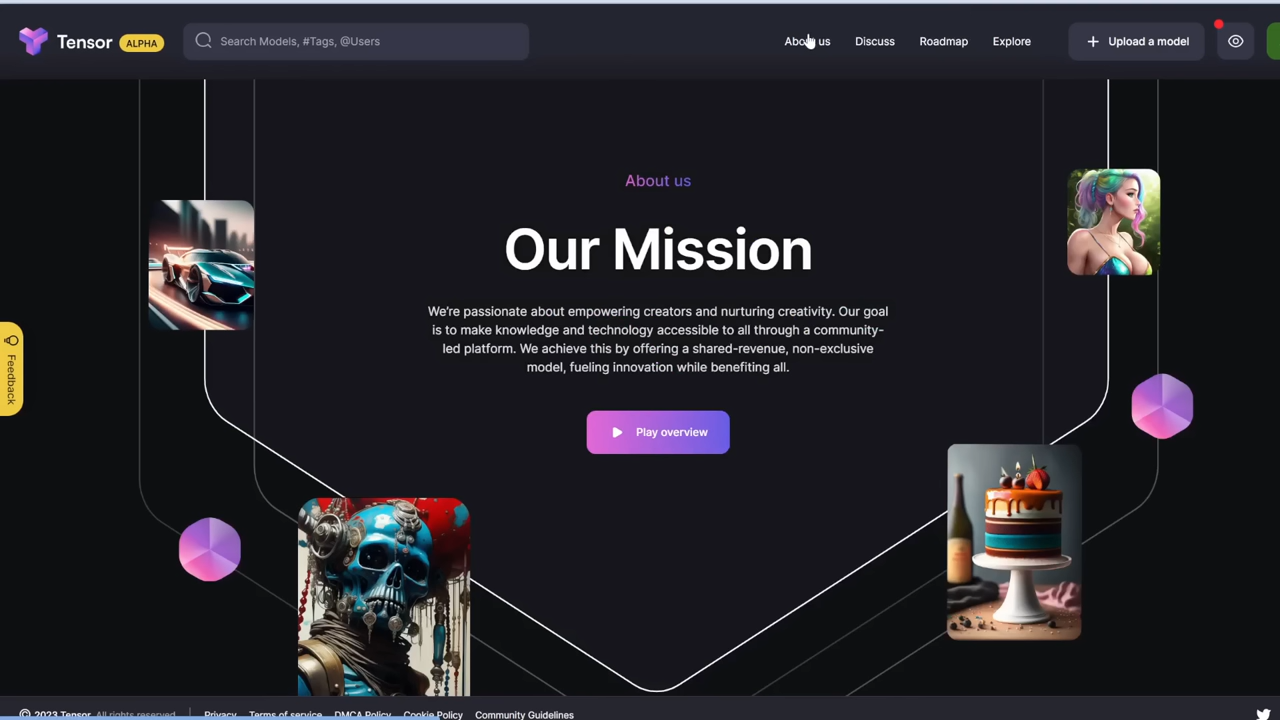 Tensor ALPHA
Search Models, #Tags, @Users
About us
Discuss
Roadmap
Explore
+ Upload a model
About us
Our Mission
We're passionate about empowering creators and nurturing creativity. Our goal
is to make knowledge and technology accessible to all through a community-
led platform. We achieve this by offering a shared-revenue, non-exclusive
model, fueling innovation while benefiting all.
Play overview
Feedback
© 2023 Tensor. All rights reserved.
Privacy
Terms of service
DMCA Policy
Cookie Policy
Community Guidelines